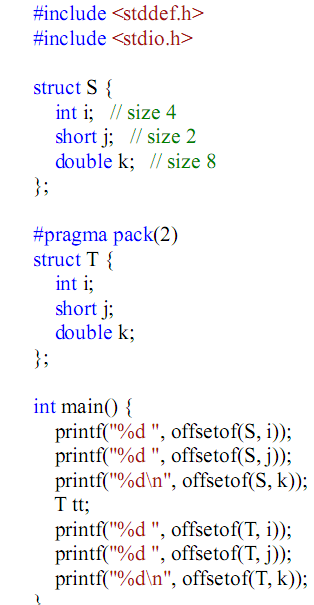 #include <stddef.h>
#include <stdio.h>
struct S {
int i;   // size 4
short j;   // size 2
double k;   // size 8
};
#pragma pack(2)
struct T {
int i;
short j;
double k;
};
int main() {
printf("%d ", offsetof(S, i));
printf("%d ", offsetof(S, j));
printf("%d\n", offsetof(S, k));
T tt;
printf("%d ", offsetof(T, i));
printf("%d ", offsetof(T, j));
printf("%d\n", offsetof(T, k));
}